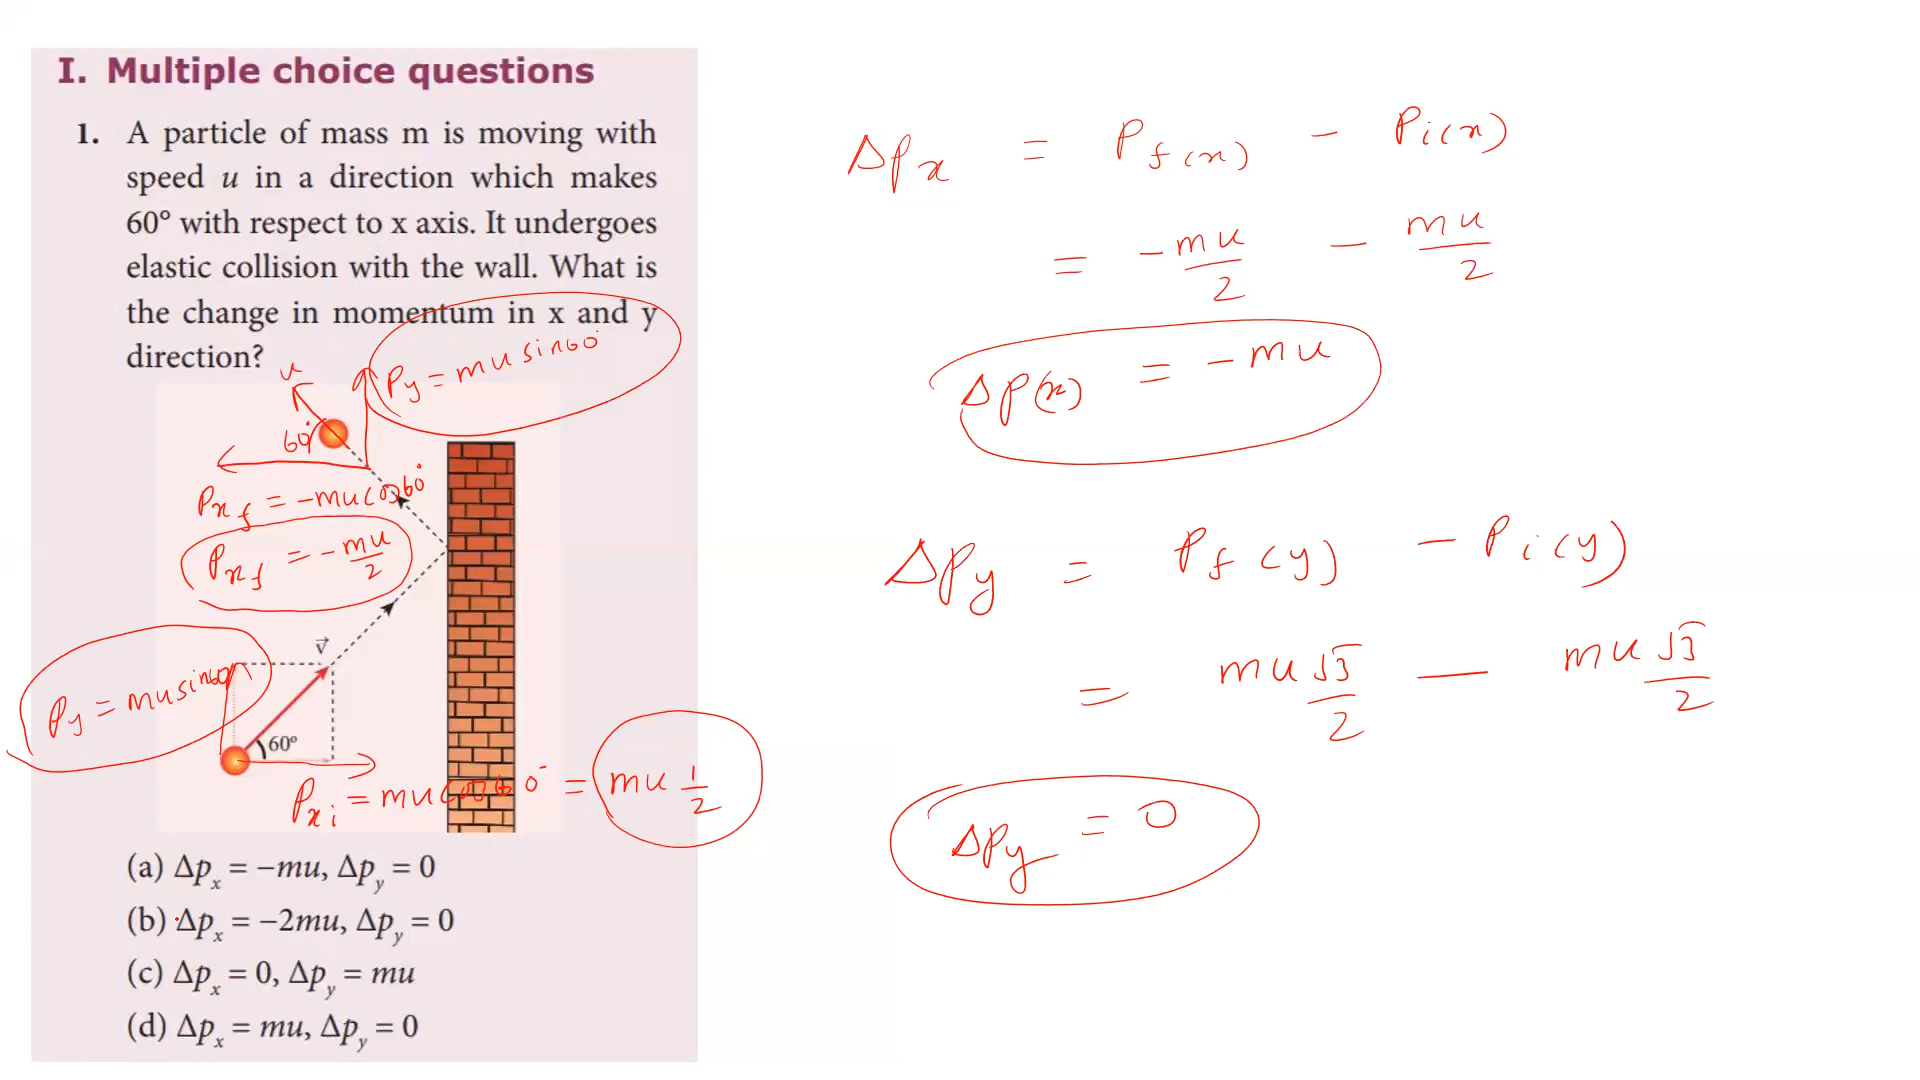 I. Multiple choice questions
1. A particle of mass m is moving with
speed u in a direction which makes
60° with respect to x axis. It undergoes
elastic collision with the wall. What is
the change in momentum in x and y
direction?
u
Py = mu sin60°
60°
Pxf = -mu cos60°
Pxf = -mu/2
v⃗
Py = mu sin60
60°
Pxi = mu cos60° = mu 1/2
(a) Δpx = −mu, Δpy = 0
(b) Δpx = −2mu, Δpy = 0
(c) Δpx = 0, Δpy = mu
(d) Δpx = mu, Δpy = 0
ΔPx = Pf(x) - Pi(x)
= -mu/2 - mu/2
ΔP(x) = -mu
ΔPy = Pf(y) - Pi(y)
= mu√3/2 - mu√3/2
ΔPy = 0